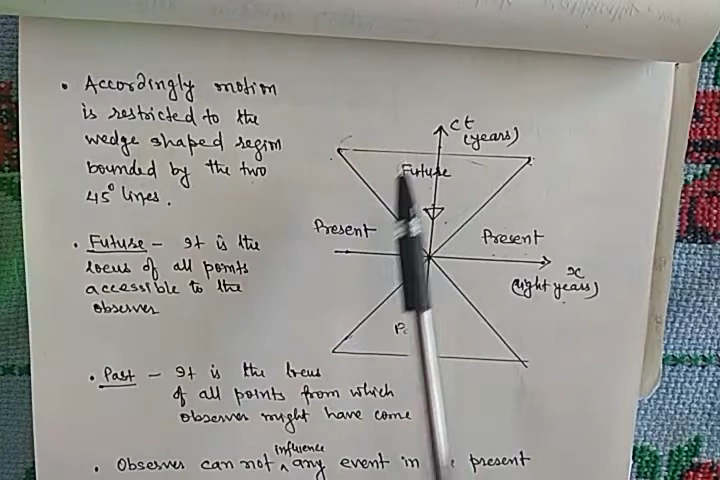 • Accordingly motion
is restricted to the
wedge shaped region
bounded by the two
45° lines.
• Future - It is the
locus of all points
accessible to the
observer
ct
(years)
Future
Present
Present
x
(light years)
• Past - It is the locus
of all points from which
observer might have come
influence
• Observer can not ^ any event in present